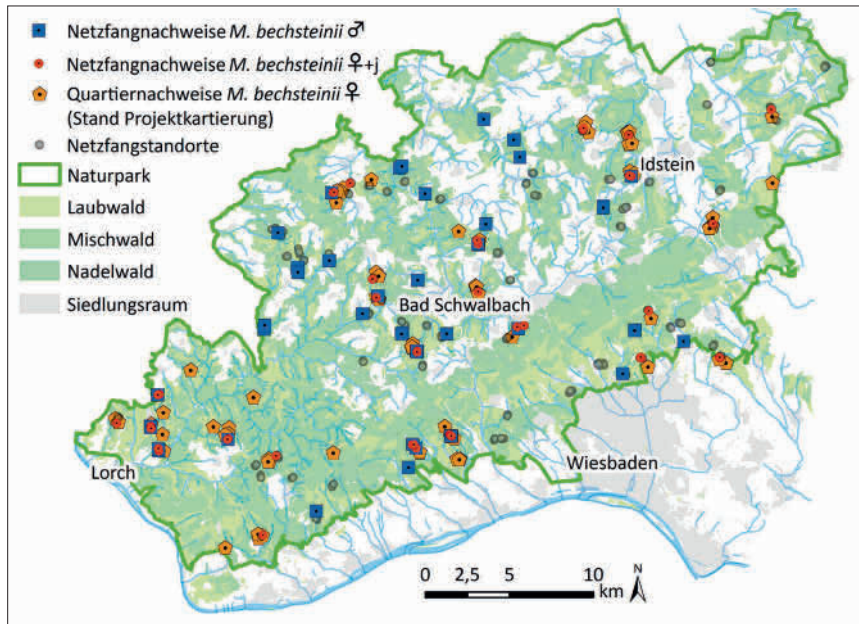 Netzfangnachweise M. bechsteinii ♂
Netzfangnachweise M. bechsteinii ♀+j
Quartiernachweise M. bechsteinii ♀
(Stand Projektkartierung)
Netzfangstandorte
Naturpark
Laubwald
Mischwald
Nadelwald
Siedlungsraum
Idstein
Bad Schwalbach
Lorch
Wiesbaden
0 2,5 5 10
km
N